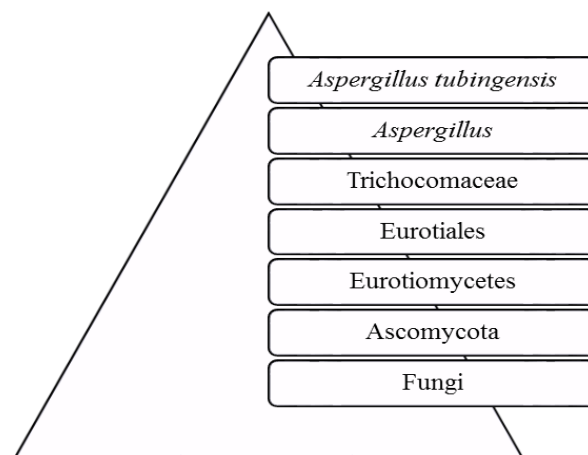 Aspergillus tubingensis
Aspergillus
Trichocomaceae
Eurotiales
Eurotiomycetes
Ascomycota
Fungi